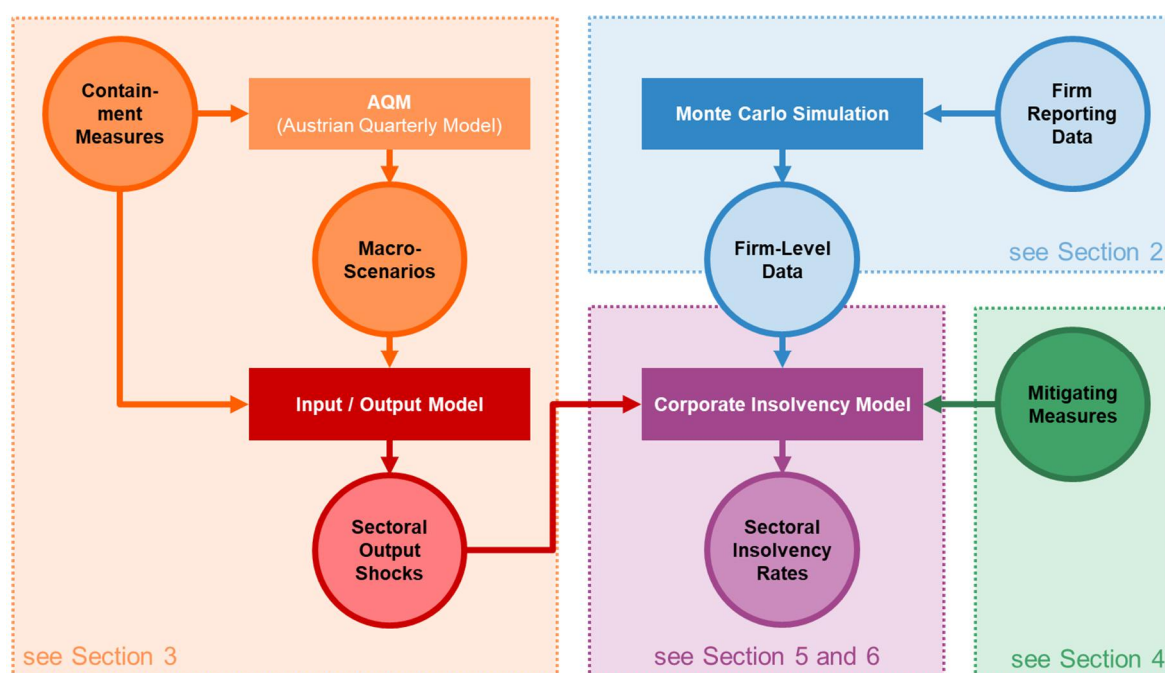 Contain-
ment
Measures
AQM
(Austrian Quarterly Model)
Macro-
Scenarios
Input / Output Model
Sectoral
Output
Shocks
see Section 3
Monte Carlo Simulation
Firm
Reporting
Data
Firm-Level
Data
see Section 2
Corporate Insolvency Model
Sectoral
Insolvency
Rates
see Section 5 and 6
Mitigating
Measures
see Section 4